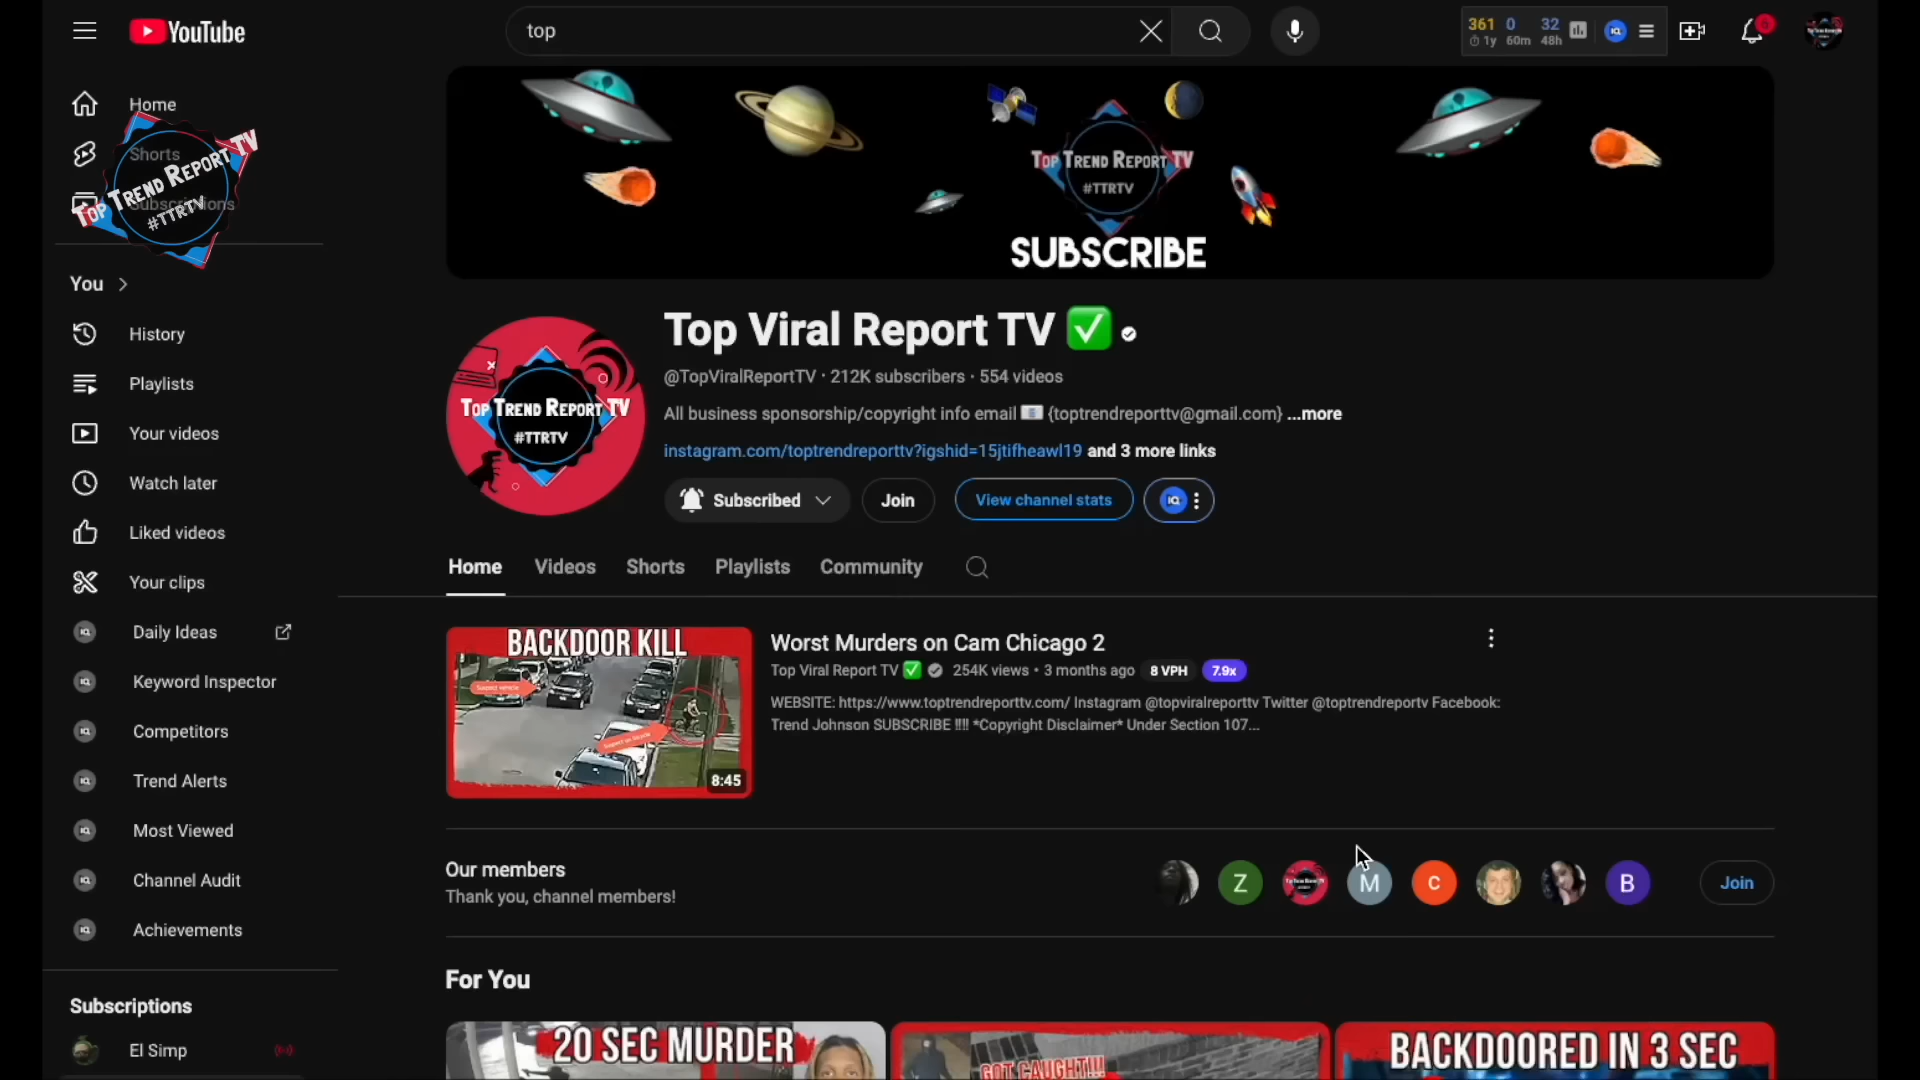 YouTube
top
361 0 32
1y 60m 48h
Home
Shorts
Subscriptions
TOP TREND REPORT TV
#TTRTV
TOP TREND REPORT TV
#TTRTV
SUBSCRIBE
You
History
Playlists
Your videos
Watch later
Liked videos
Your clips
Daily Ideas
Keyword Inspector
Competitors
Trend Alerts
Most Viewed
Channel Audit
Achievements
Subscriptions
El Simp
TOP TREND REPORT TV
#TTRTV
Top Viral Report TV ✅
@TopViralReportTV · 212K subscribers · 554 videos
All business sponsorship/copyright info email 📧 {toptrendreporttv@gmail.com} ...more
instagram.com/toptrendreporttv?igshid=15jtifheawl19 and 3 more links
Subscribed
Join
View channel stats
Home Videos Shorts Playlists Community
BACKDOOR KILL
8:45
Worst Murders on Cam Chicago 2
Top Viral Report TV ✅ 254K views • 3 months ago 8 VPH 7.9x
WEBSITE: https://www.toptrendreporttv.com/ Instagram @topviralreporttv Twitter @toptrendreportv Facebook:
Trend Johnson SUBSCRIBE !!!! *Copyright Disclaimer* Under Section 107...
Our members
Thank you, channel members!
Z M C B
Join
For You
20 SEC MURDER
GOT CAUGHT!!!
BACKDOORED IN 3 SEC